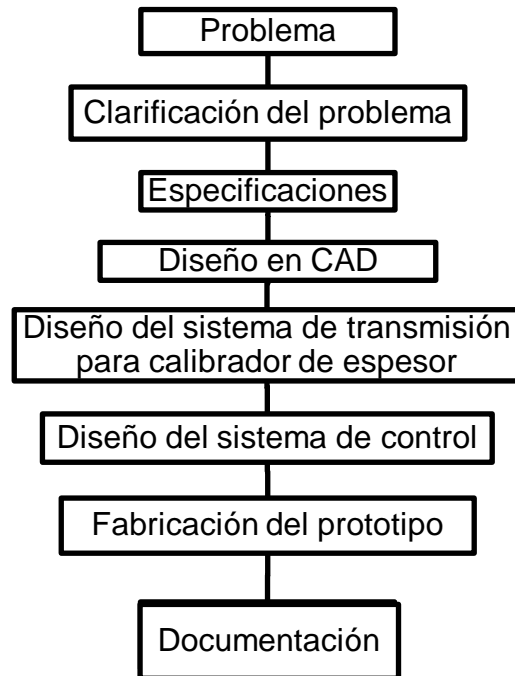 Problema
Clarificación del problema
Especificaciones
Diseño en CAD
Diseño del sistema de transmisión
para calibrador de espesor
Diseño del sistema de control
Fabricación del prototipo
Documentación